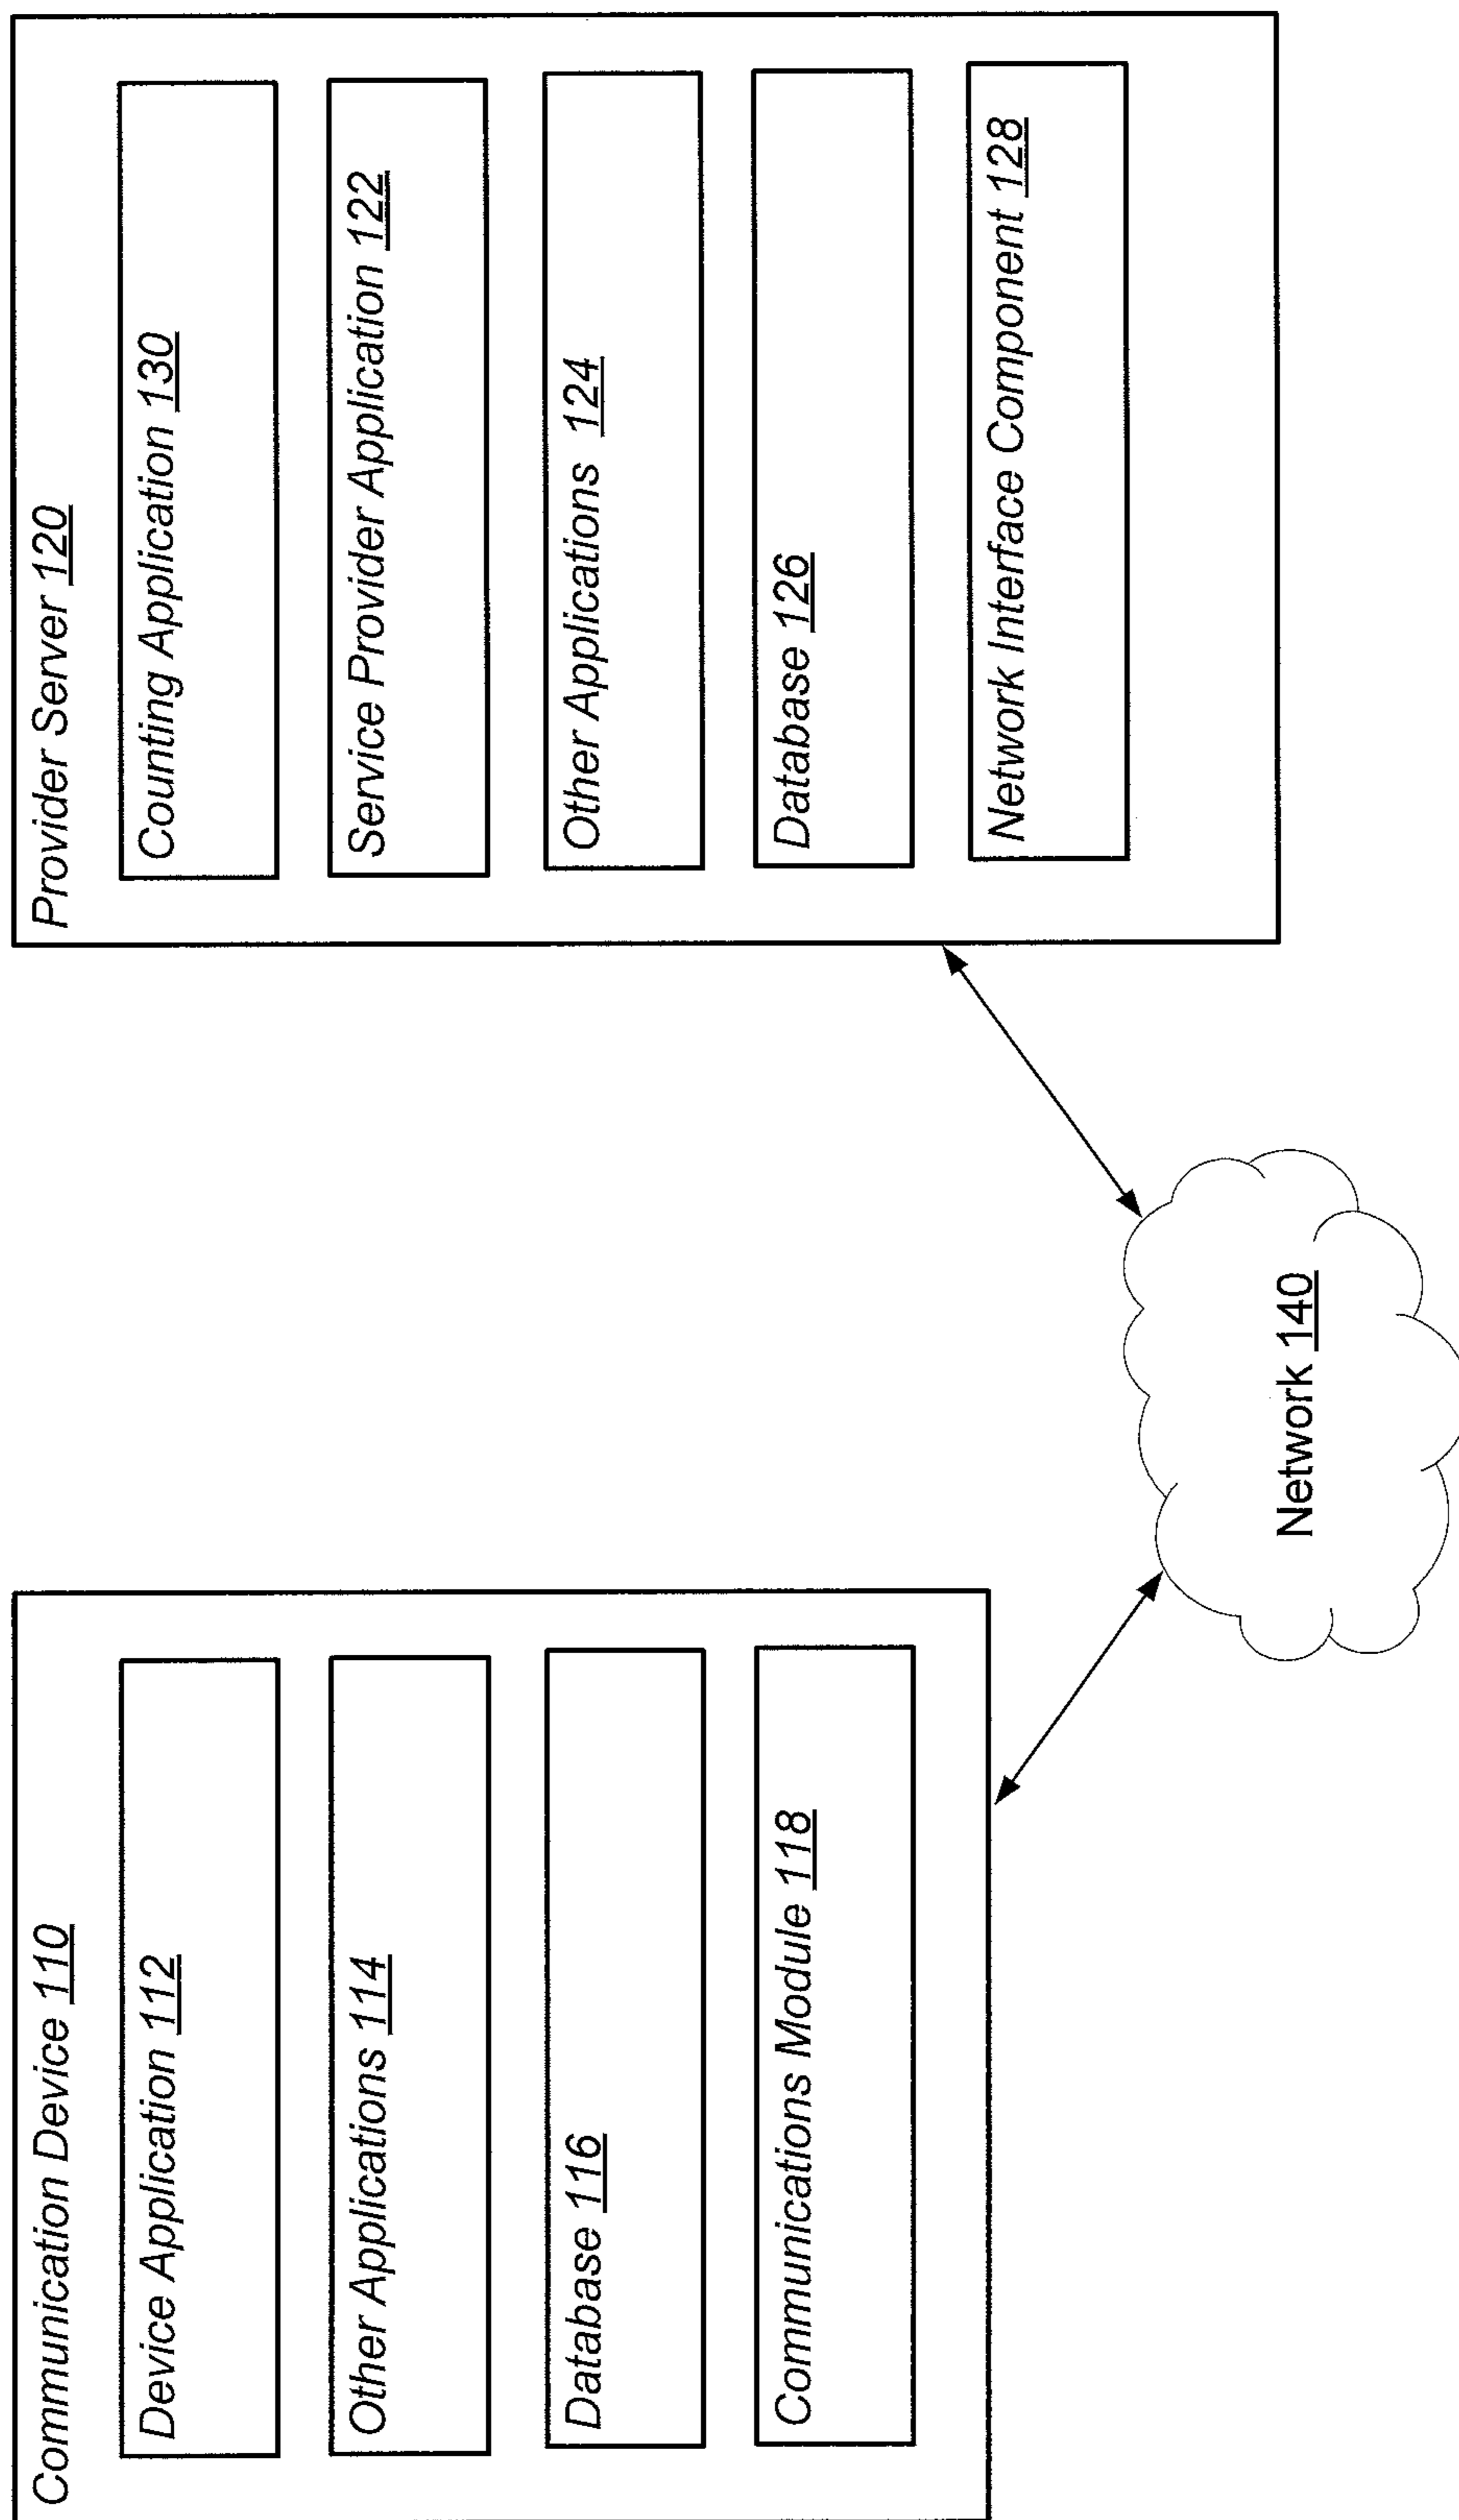 Communication Device 110
Device Application 112
Other Applications 114
Database 116
Communications Module 118
Network 140
Provider Server 120
Counting Application 130
Service Provider Application 122
Other Applications 124
Database 126
Network Interface Component 128